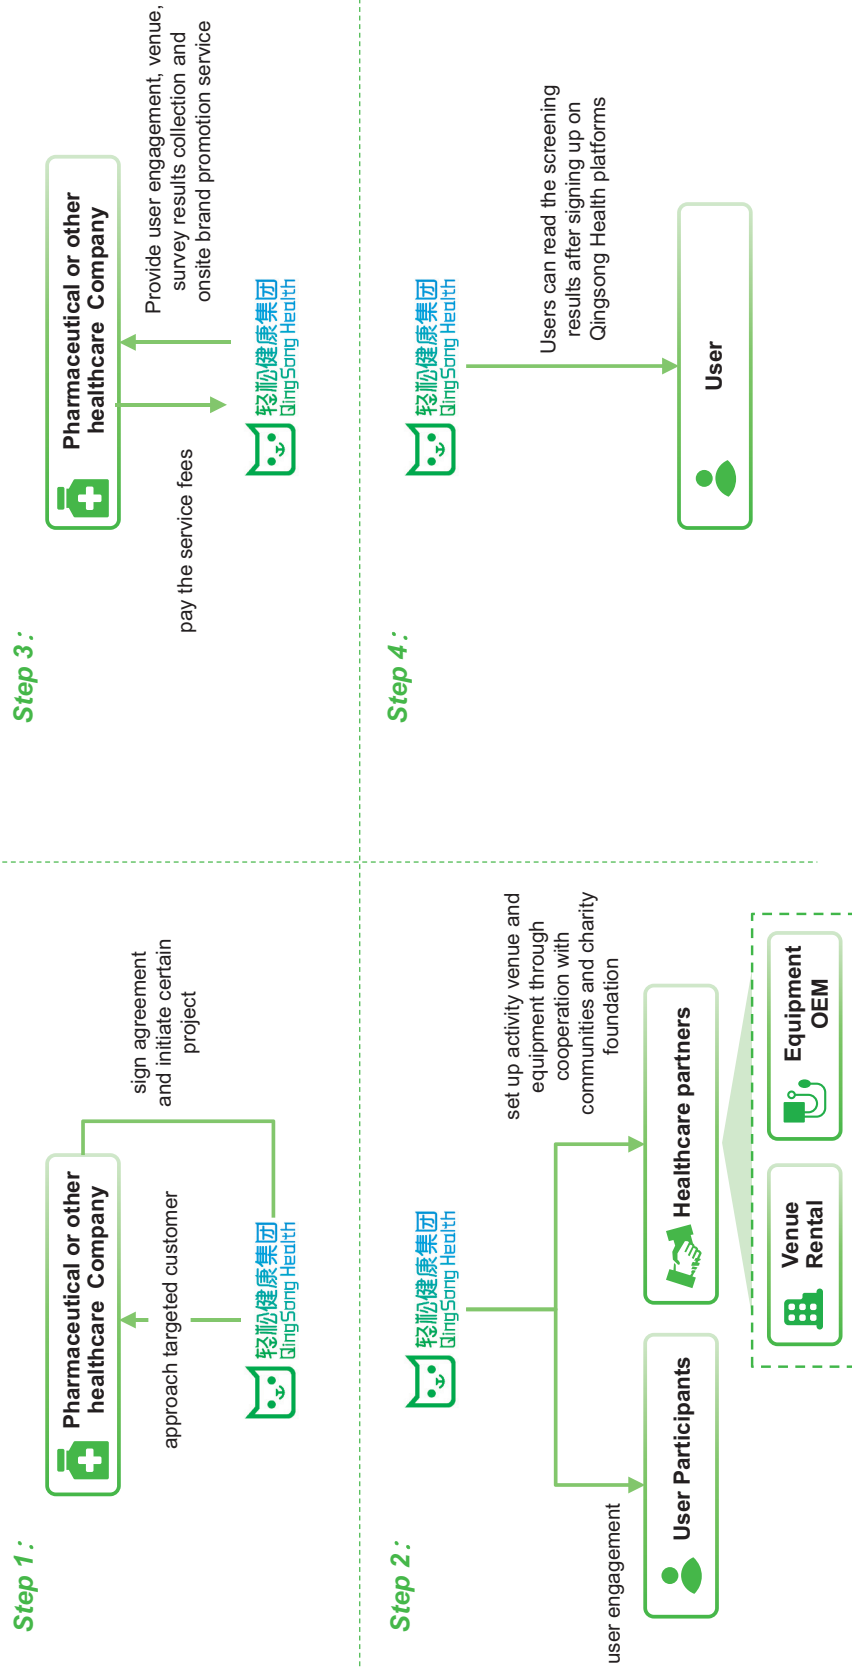 Step 1:
Pharmaceutical or other
healthcare Company
approach targeted customer
sign agreement
and initiate certain
project
轻松健康集团
QingSong Health
Step 2:
轻松健康集团
QingSong Health
user engagement
set up activity venue and
equipment through
cooperation with
communities and charity
foundation
User Participants
Healthcare partners
Venue
Rental
Equipment
OEM
Step 3:
Pharmaceutical or other
healthcare Company
pay the service fees
Provide user engagement, venue,
survey results collection and
onsite brand promotion service
轻松健康集团
QingSong Health
Step 4:
轻松健康集团
QingSong Health
Users can read the screening
results after signing up on
Qingsong Health platforms
User